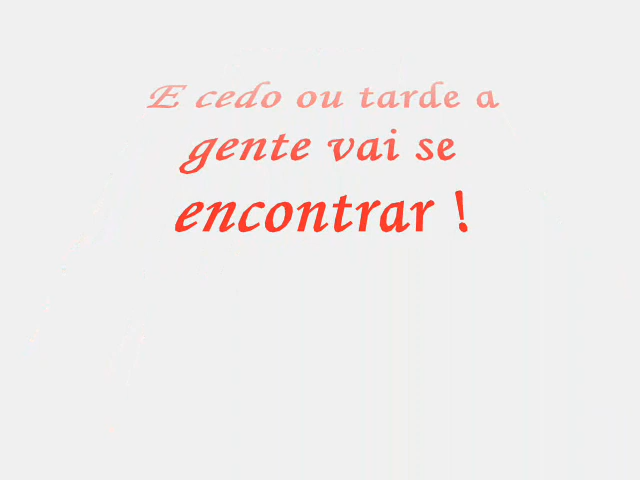 E cedo ou tarde a
gente vai se
encontrar !